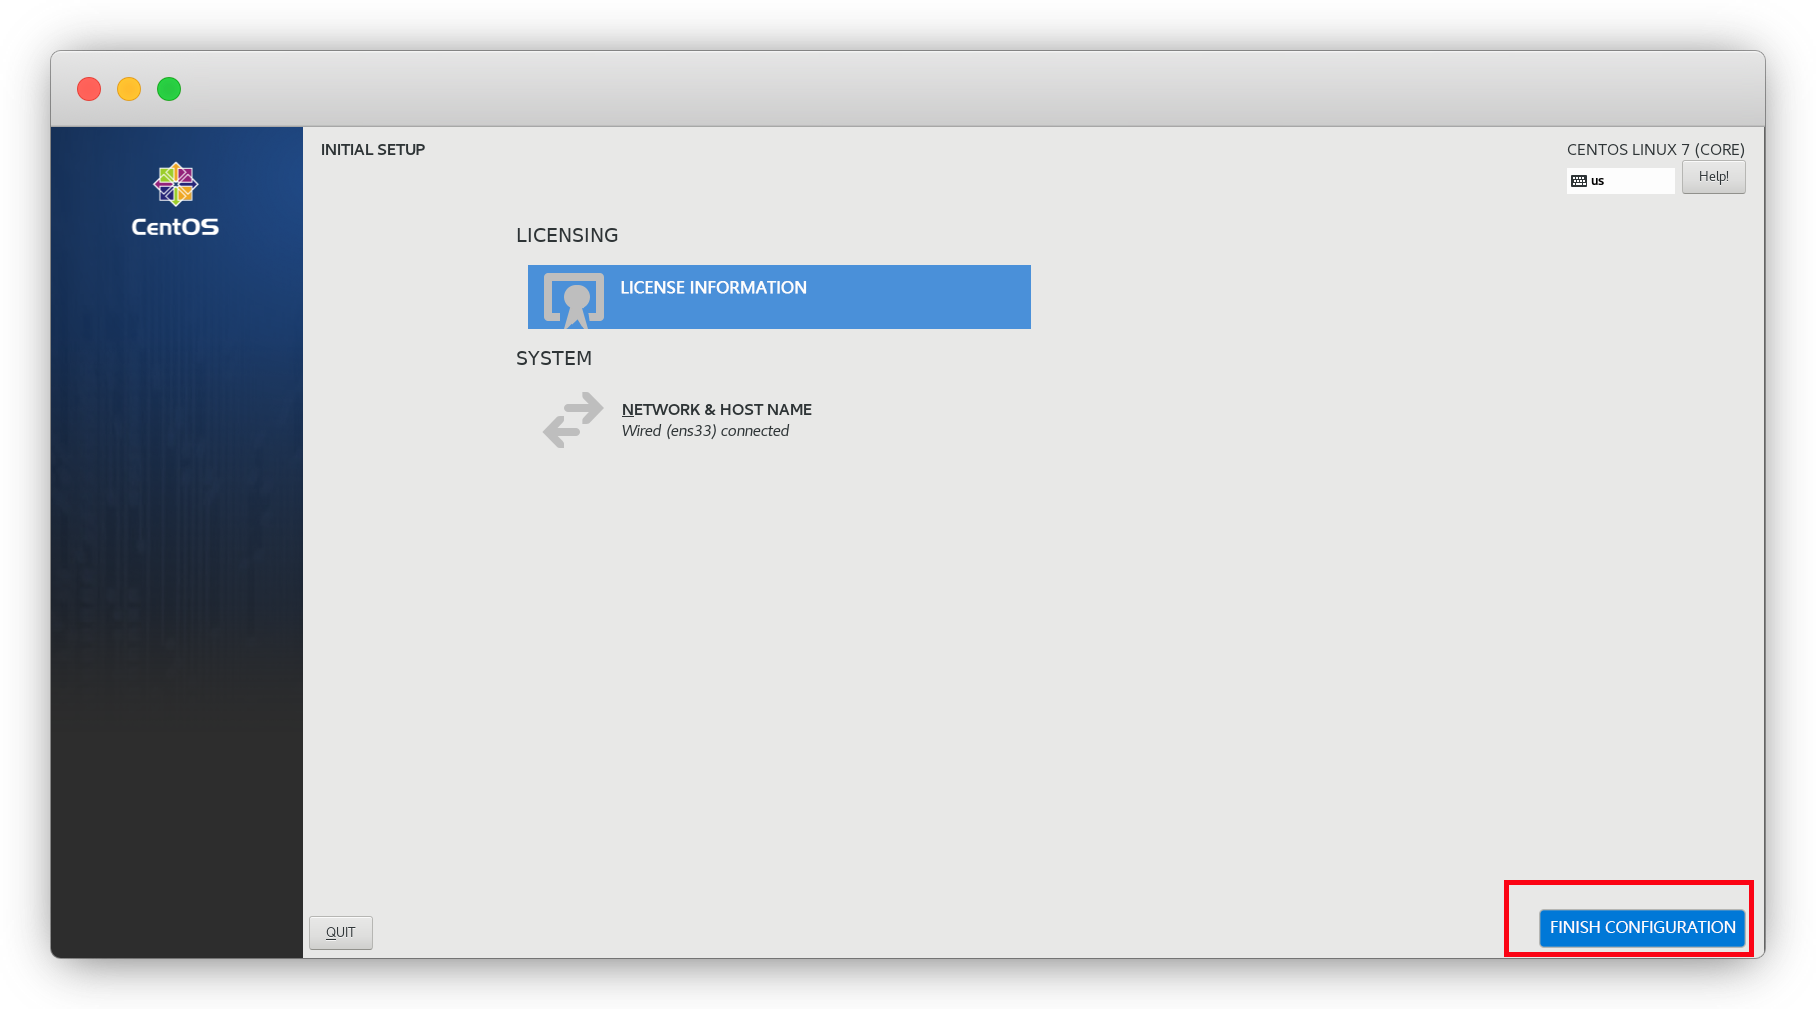 CentOS
INITIAL SETUP
CENTOS LINUX 7 (CORE)
us
Help!
LICENSING
LICENSE INFORMATION
SYSTEM
NETWORK & HOST NAME
Wired (ens33) connected
QUIT
FINISH CONFIGURATION